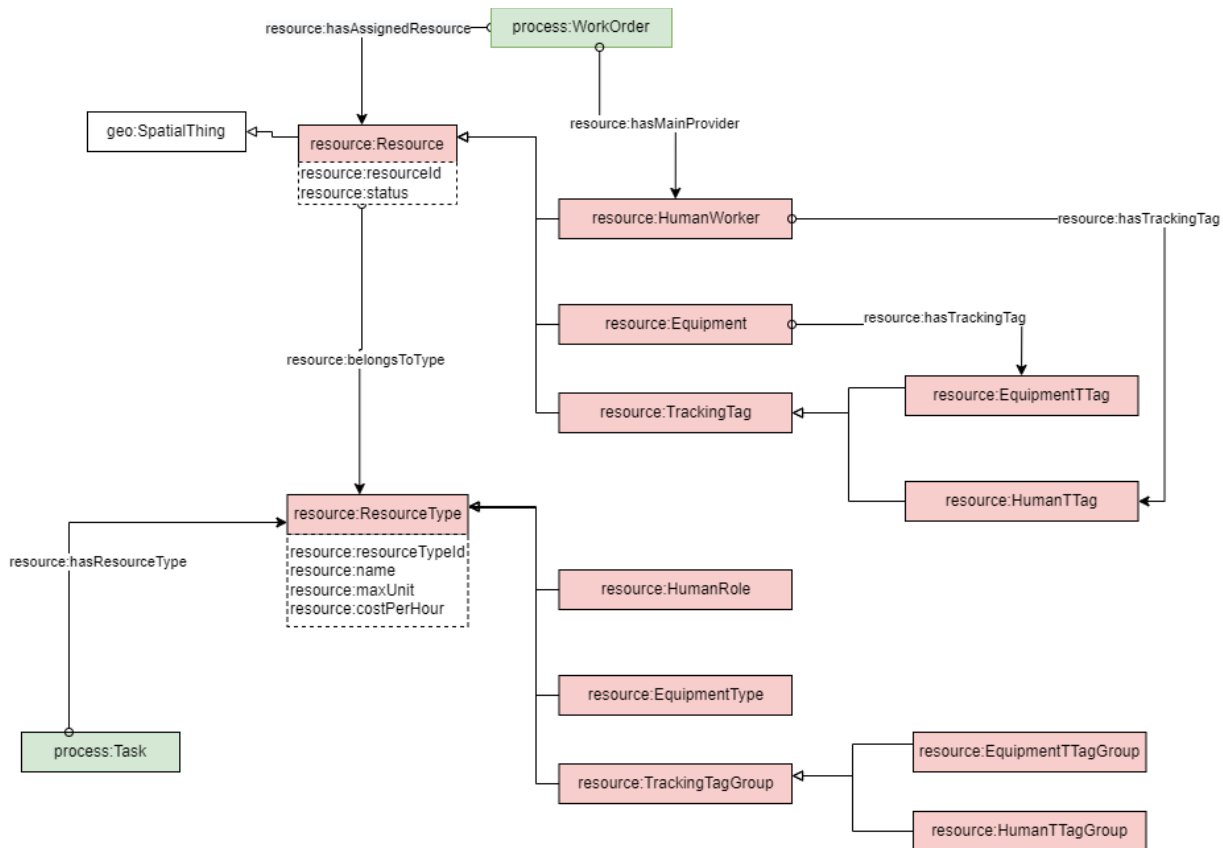 resource:hasAssignedResource
process:WorkOrder
geo:SpatialThing
resource:hasMainProvider
resource:Resource
resource:resourceId
resource:status
resource:HumanWorker
resource:hasTrackingTag
resource:Equipment
resource:hasTrackingTag
resource:belongsToType
resource:EquipmentTTag
resource:TrackingTag
resource:HumanTTag
resource:ResourceType
resource:hasResourceType
resource:resourceTypeId
resource:name
resource:maxUnit
resource:costPerHour
resource:HumanRole
resource:EquipmentType
process:Task
resource:EquipmentTTagGroup
resource:TrackingTagGroup
resource:HumanTTagGroup